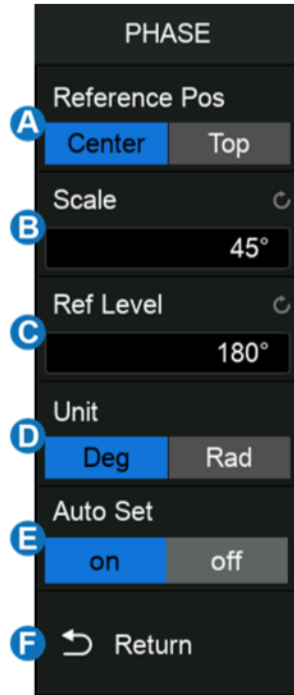 PHASE
Reference Pos
A
Center Top
Scale
B
45°
Ref Level
C
180°
Unit
D
Deg Rad
Auto Set
E
on off
F Return